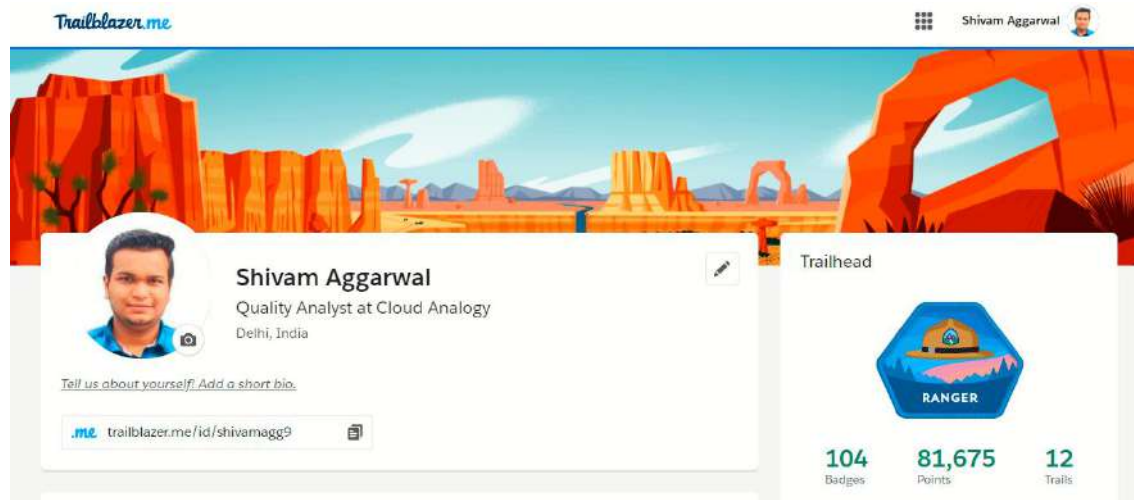 Trailblazer.me
Shivam Aggarwal
Shivam Aggarwal
Quality Analyst at Cloud Analogy
Delhi, India
Tell us about yourself! Add a short bio.
.me trailblazer.me/id/shivamagg9
Trailhead
RANGER
104 81,675 12
Badges Points Trails